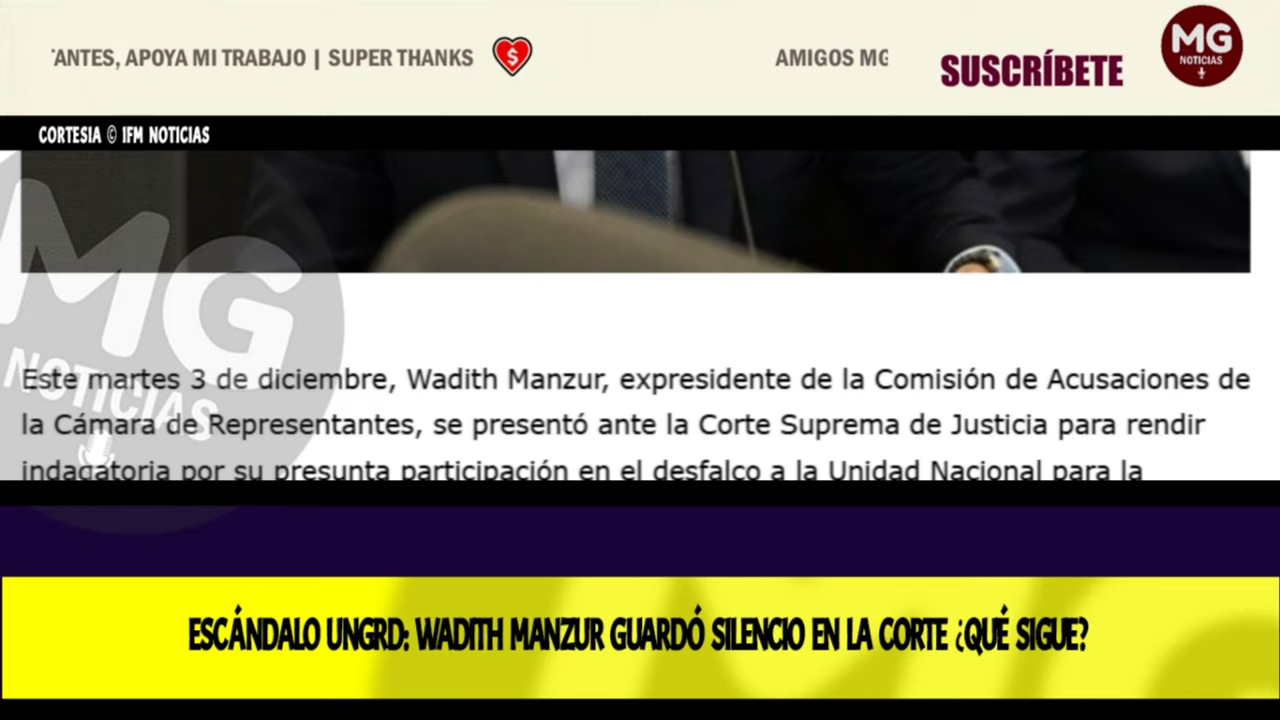 'ANTES, APOYA MI TRABAJO | SUPER THANKS
$
AMIGOS MG
SUSCRÍBETE
MG
NOTICIAS
CORTESIA © IFM NOTICIAS
MG
NOTICIAS
Este martes 3 de diciembre, Wadith Manzur, expresidente de la Comisión de Acusaciones de
la Cámara de Representantes, se presentó ante la Corte Suprema de Justicia para rendir
indagatoria por su presunta participación en el desfalco a la Unidad Nacional para la
ESCÁNDALO UNGRD: WADITH MANZUR GUARDÓ SILENCIO EN LA CORTE ¿QUÉ SIGUE?